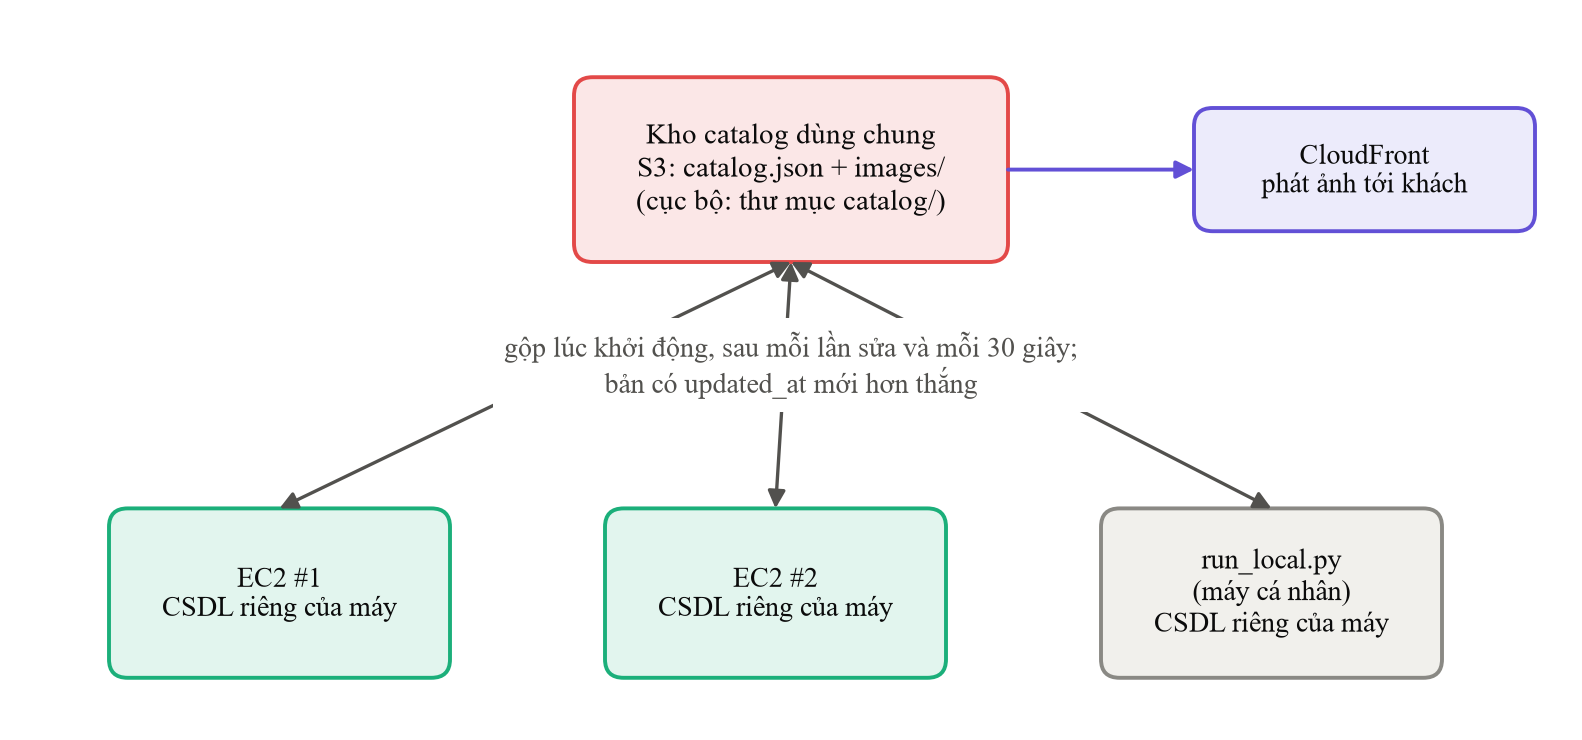 Kho catalog dùng chung
S3: catalog.json + images/
(cục bộ: thư mục catalog/)
CloudFront
phát ảnh tới khách
gộp lúc khởi động, sau mỗi lần sửa và mỗi 30 giây;
bản có updated_at mới hơn thắng
EC2 #1
CSDL riêng của máy
EC2 #2
CSDL riêng của máy
run_local.py
(máy cá nhân)
CSDL riêng của máy